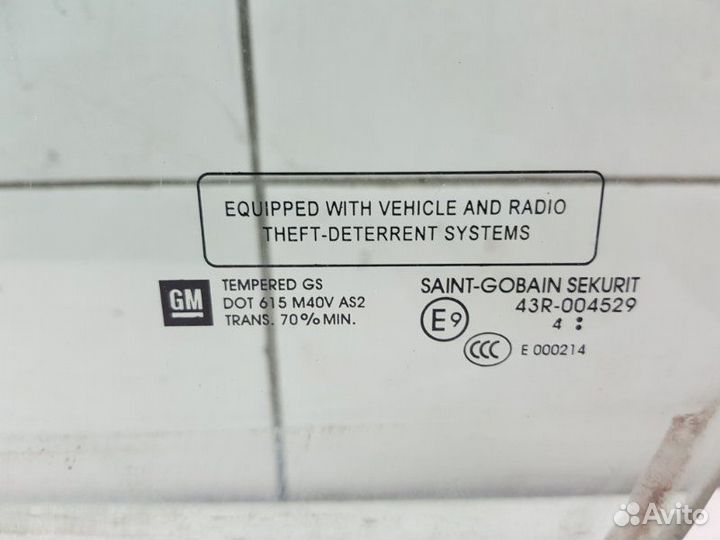 EQUIPPED WITH VEHICLE AND RADIO
THEFT-DETERRENT SYSTEMS
GM
TEMPERED GS
DOT 615 M40V AS2
TRANS. 70% MIN.
SAINT-GOBAIN SEKURIT
E9
43R-004529
4 :
CCC
E 000214
Avito